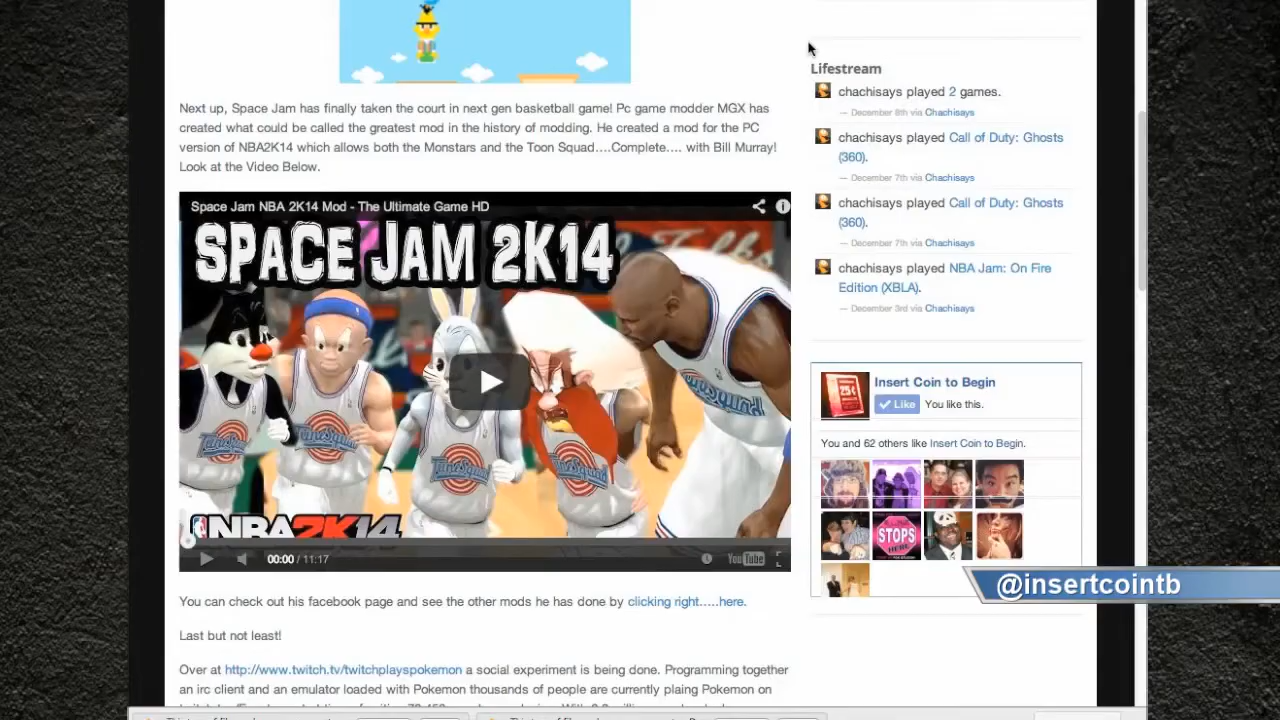 Next up, Space Jam has finally taken the court in next gen basketball game! Pc game modder MGX has
created what could be called the greatest mod in the history of modding. He created a mod for the PC
version of NBA2K14 which allows both the Monstars and the Toon Squad....Complete.... with Bill Murray!
Look at the Video Below.
Space Jam NBA 2K14 Mod - The Ultimate Game HD
SPACE JAM 2K14
TuneSquad
TuneSquad
TuneSquad
TuneSquad
NBA2K14
00:00 / 11:17
YouTube
You can check out his facebook page and see the other mods he has done by clicking right.....here.
Last but not least!
Over at http://www.twitch.tv/twitchplayspokemon a social experiment is being done. Programming together
an irc client and an emulator loaded with Pokemon thousands of people are currently plaing Pokemon on
Lifestream
chachisays played 2 games.
— December 8th via Chachisays
chachisays played Call of Duty: Ghosts
(360).
— December 7th via Chachisays
chachisays played Call of Duty: Ghosts
(360).
— December 7th via Chachisays
chachisays played NBA Jam: On Fire
Edition (XBLA).
— December 3rd via Chachisays
25¢
Insert Coin to Begin
Like You like this.
You and 62 others like Insert Coin to Begin.
STOPS
HERE
@insertcointb